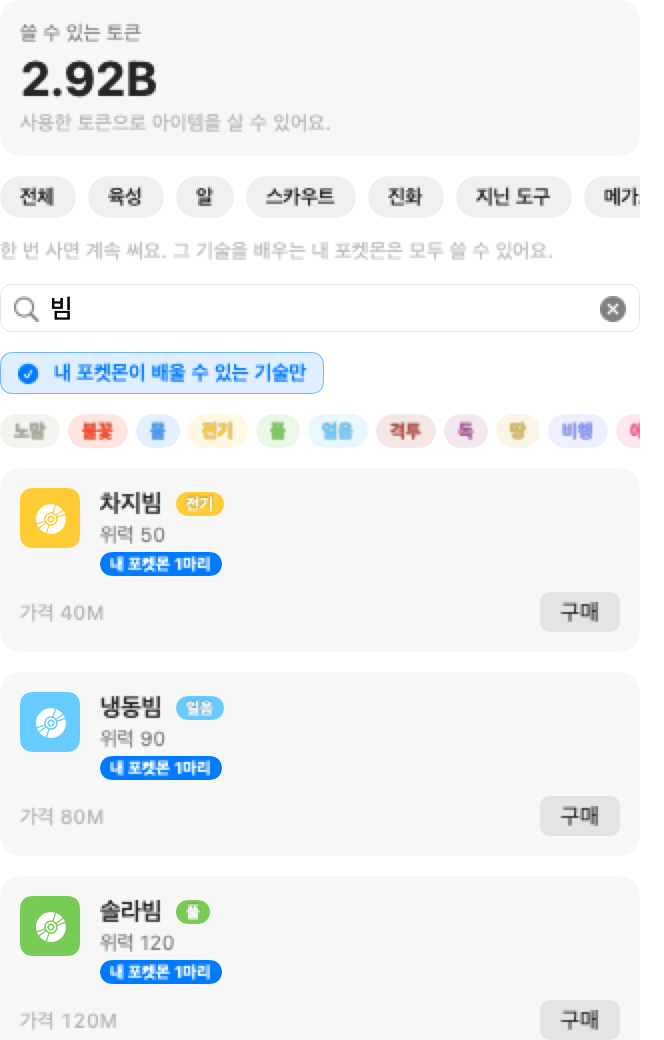 쓸 수 있는 토큰
2.92B
사용한 토큰으로 아이템을 살 수 있어요.
전체 육성 알 스카우트 진화 지닌 도구 메가
한 번 사면 계속 써요. 그 기술을 배우는 내 포켓몬은 모두 쓸 수 있어요.
빔
내 포켓몬이 배울 수 있는 기술만
노말 불꽃 물 전기 풀 얼음 격투 독 땅 비행
차지빔 전기
위력 50
내 포켓몬 1마리
가격 40M 구매
냉동빔 얼음
위력 90
내 포켓몬 1마리
가격 80M 구매
솔라빔 풀
위력 120
내 포켓몬 1마리
가격 120M 구매